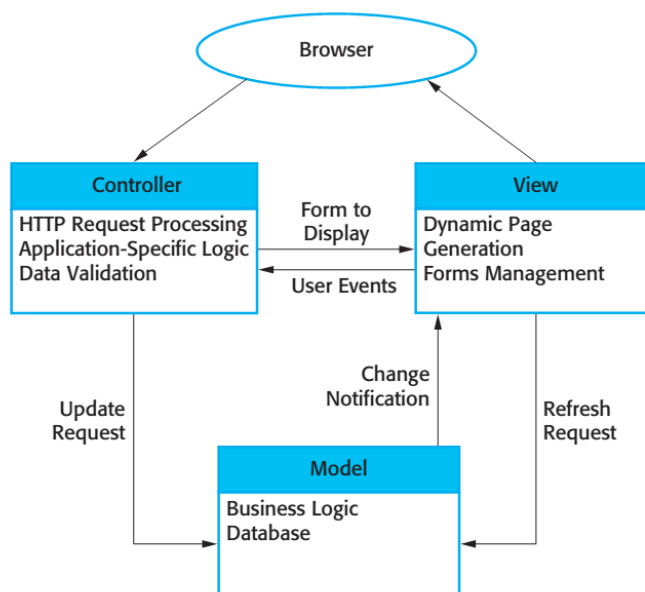 Browser
Controller
HTTP Request Processing
Application-Specific Logic
Data Validation
Form to
Display
User Events
View
Dynamic Page
Generation
Forms Management
Update
Request
Change
Notification
Refresh
Request
Model
Business Logic
Database